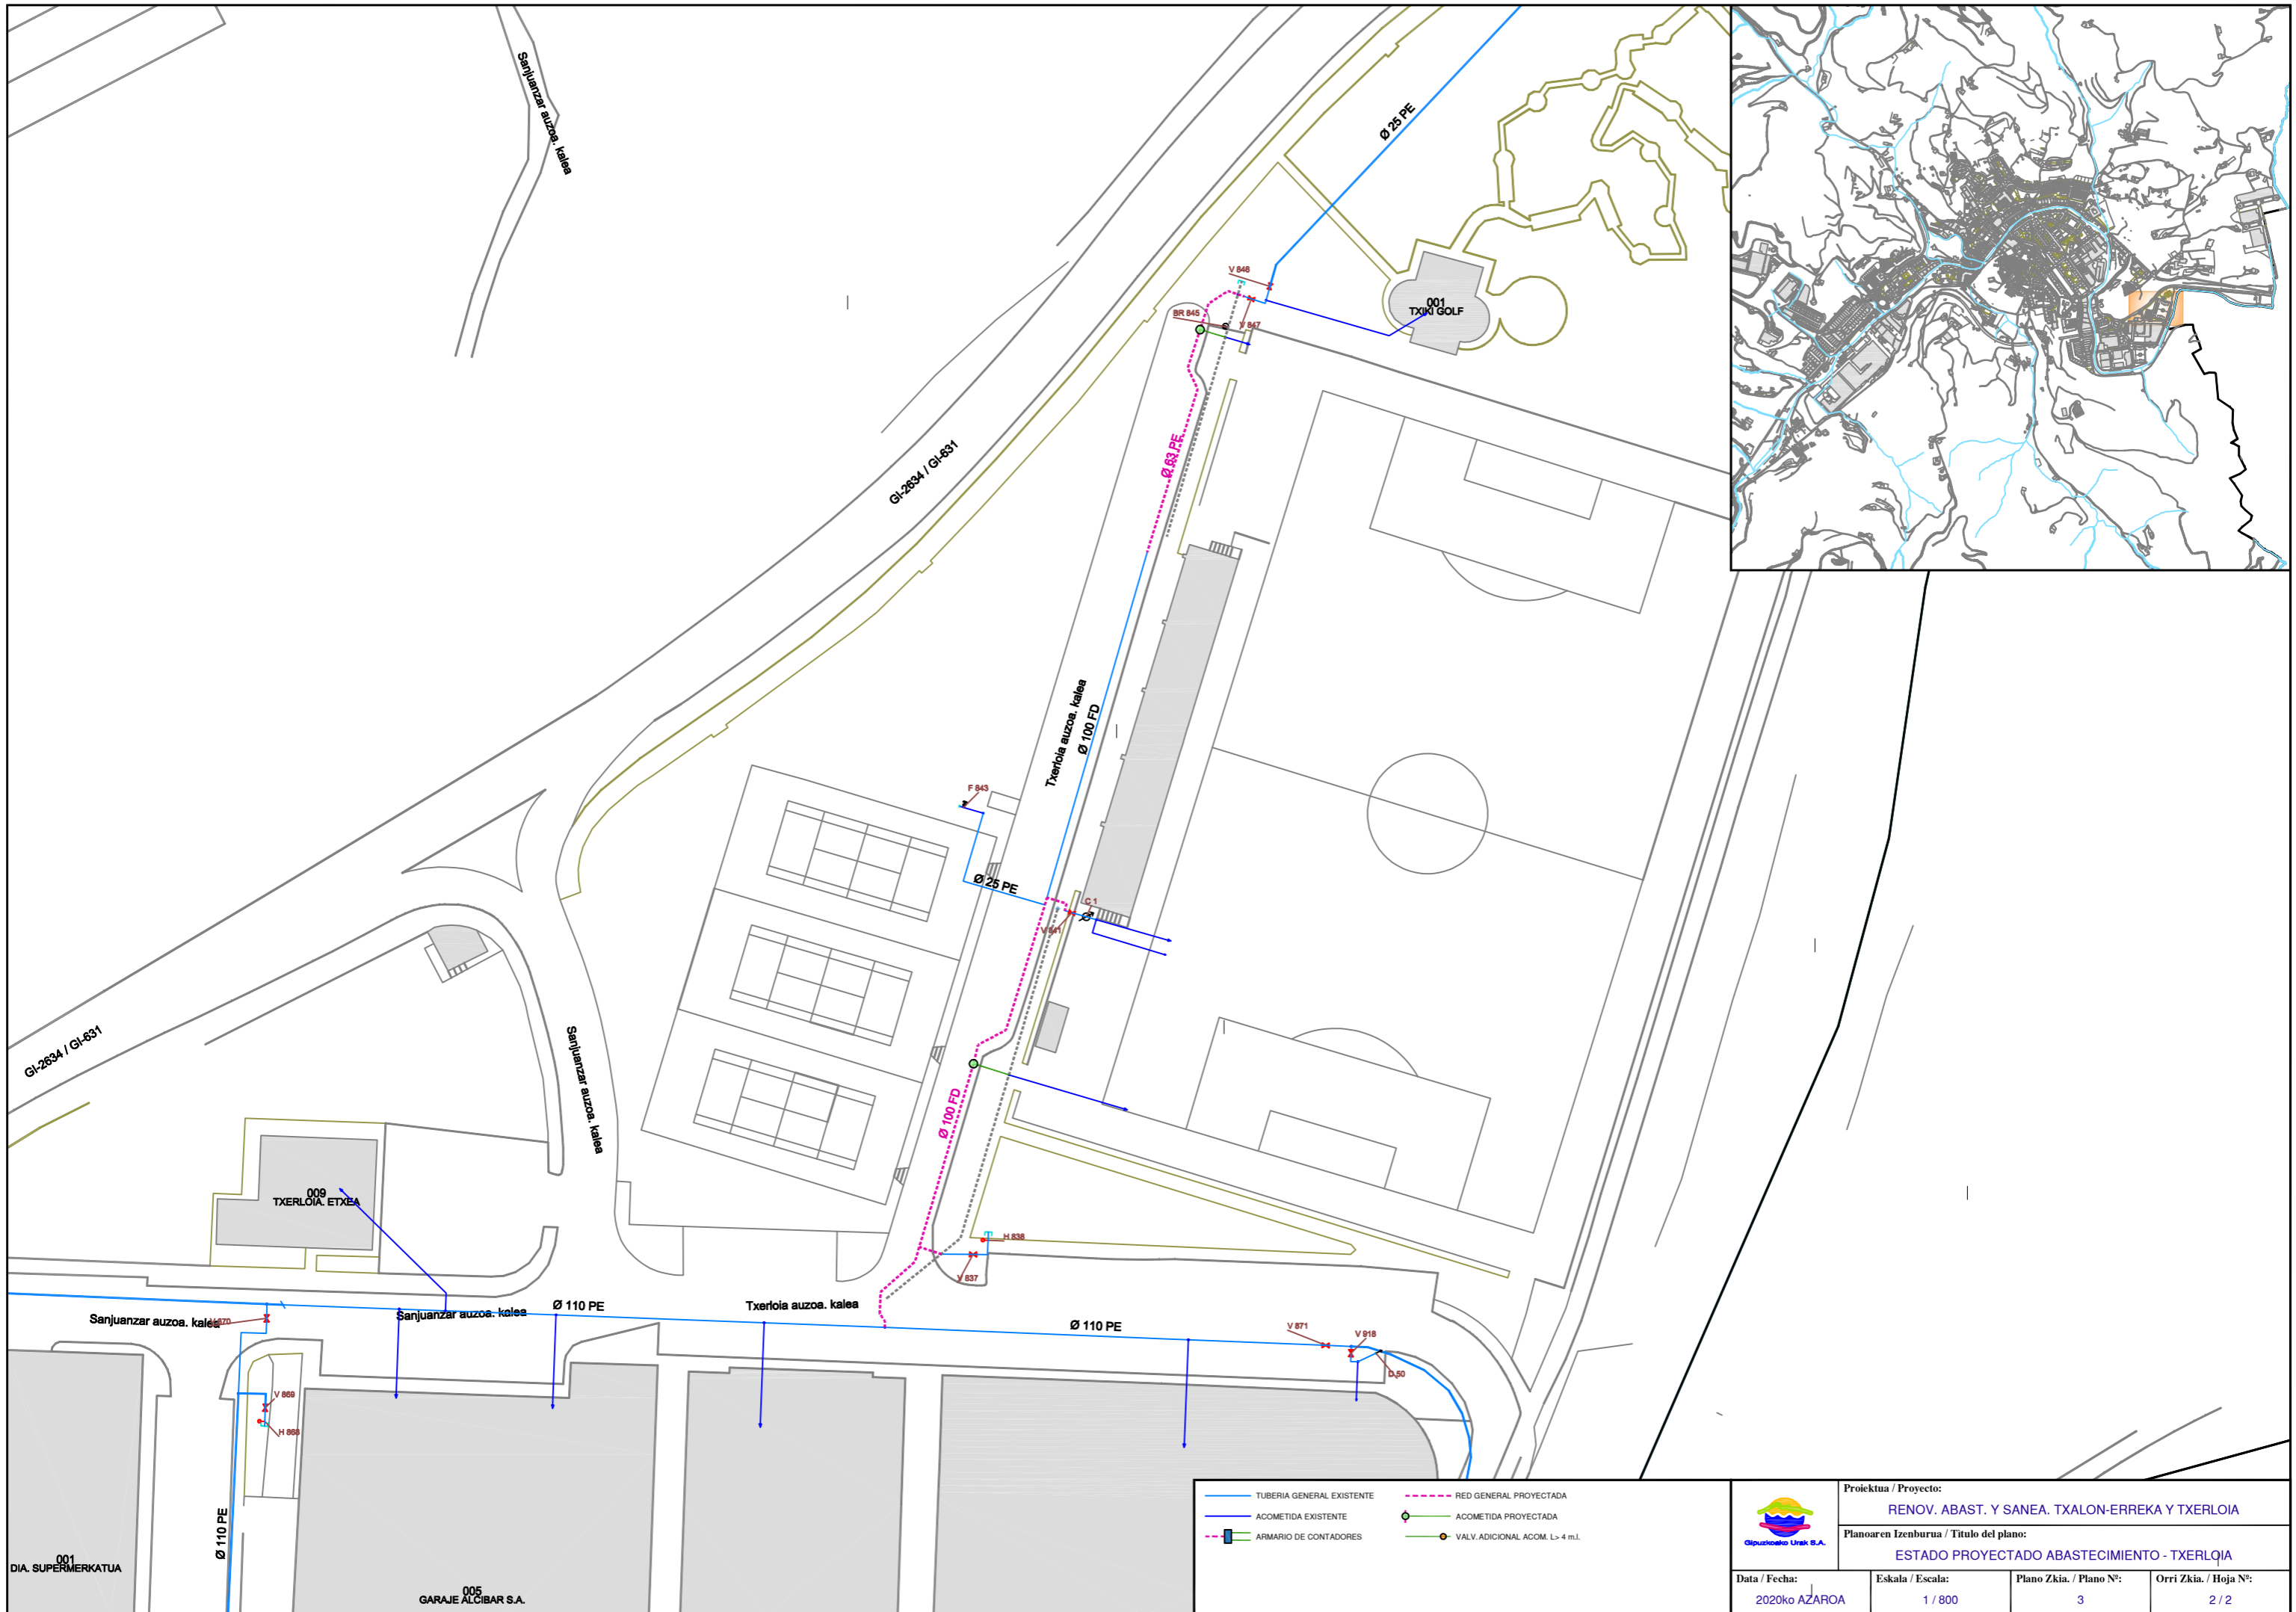 Sanjuanzar auzoa. kalea
Ø 25 PE
V 848
001
TXIKI GOLF
BR 845
V 847
Ø 63 PE
GI-2634 / GI-631
Txerloia auzoa. kalea
Ø 100 FD
F 843
Ø 25 PE
C 1
V 841
GI-2634 / GI-631
Sanjuanzar auzoa. kalea
Ø 100 FD
009
TXERLOIA. ETXEA
H 838
V 837
Sanjuanzar auzoa. kalea
V 870
Sanjuanzar auzoa. kalea
Ø 110 PE
Txerloia auzoa. kalea
Ø 110 PE
V 871
V 918
D 50
V 869
H 868
Ø 110 PE
001
DIA. SUPERMERKATUA
005
GARAJE ALCIBAR S.A.
TUBERIA GENERAL EXISTENTE
RED GENERAL PROYECTADA
ACOMETIDA EXISTENTE
ACOMETIDA PROYECTADA
ARMARIO DE CONTADORES
VALV. ADICIONAL ACOM. L> 4 m.l.
Gipuzkoako Urak S.A.
Proiektua / Proyecto:
RENOV. ABAST. Y SANEA. TXALON-ERREKA Y TXERLOIA
Planoaren Izenburua / Titulo del plano:
ESTADO PROYECTADO ABASTECIMIENTO - TXERLOIA
Data / Fecha:
2020ko AZAROA
Eskala / Escala:
1 / 800
Plano Zkia. / Plano Nº:
3
Orri Zkia. / Hoja Nº:
2 / 2